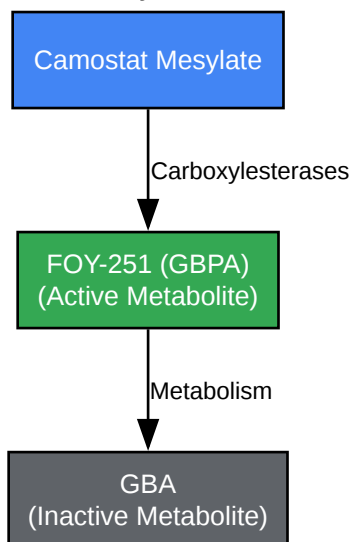 Camostat Mesylate
Carboxylesterases
FOY-251 (GBPA)
(Active Metabolite)
Metabolism
GBA
(Inactive Metabolite)